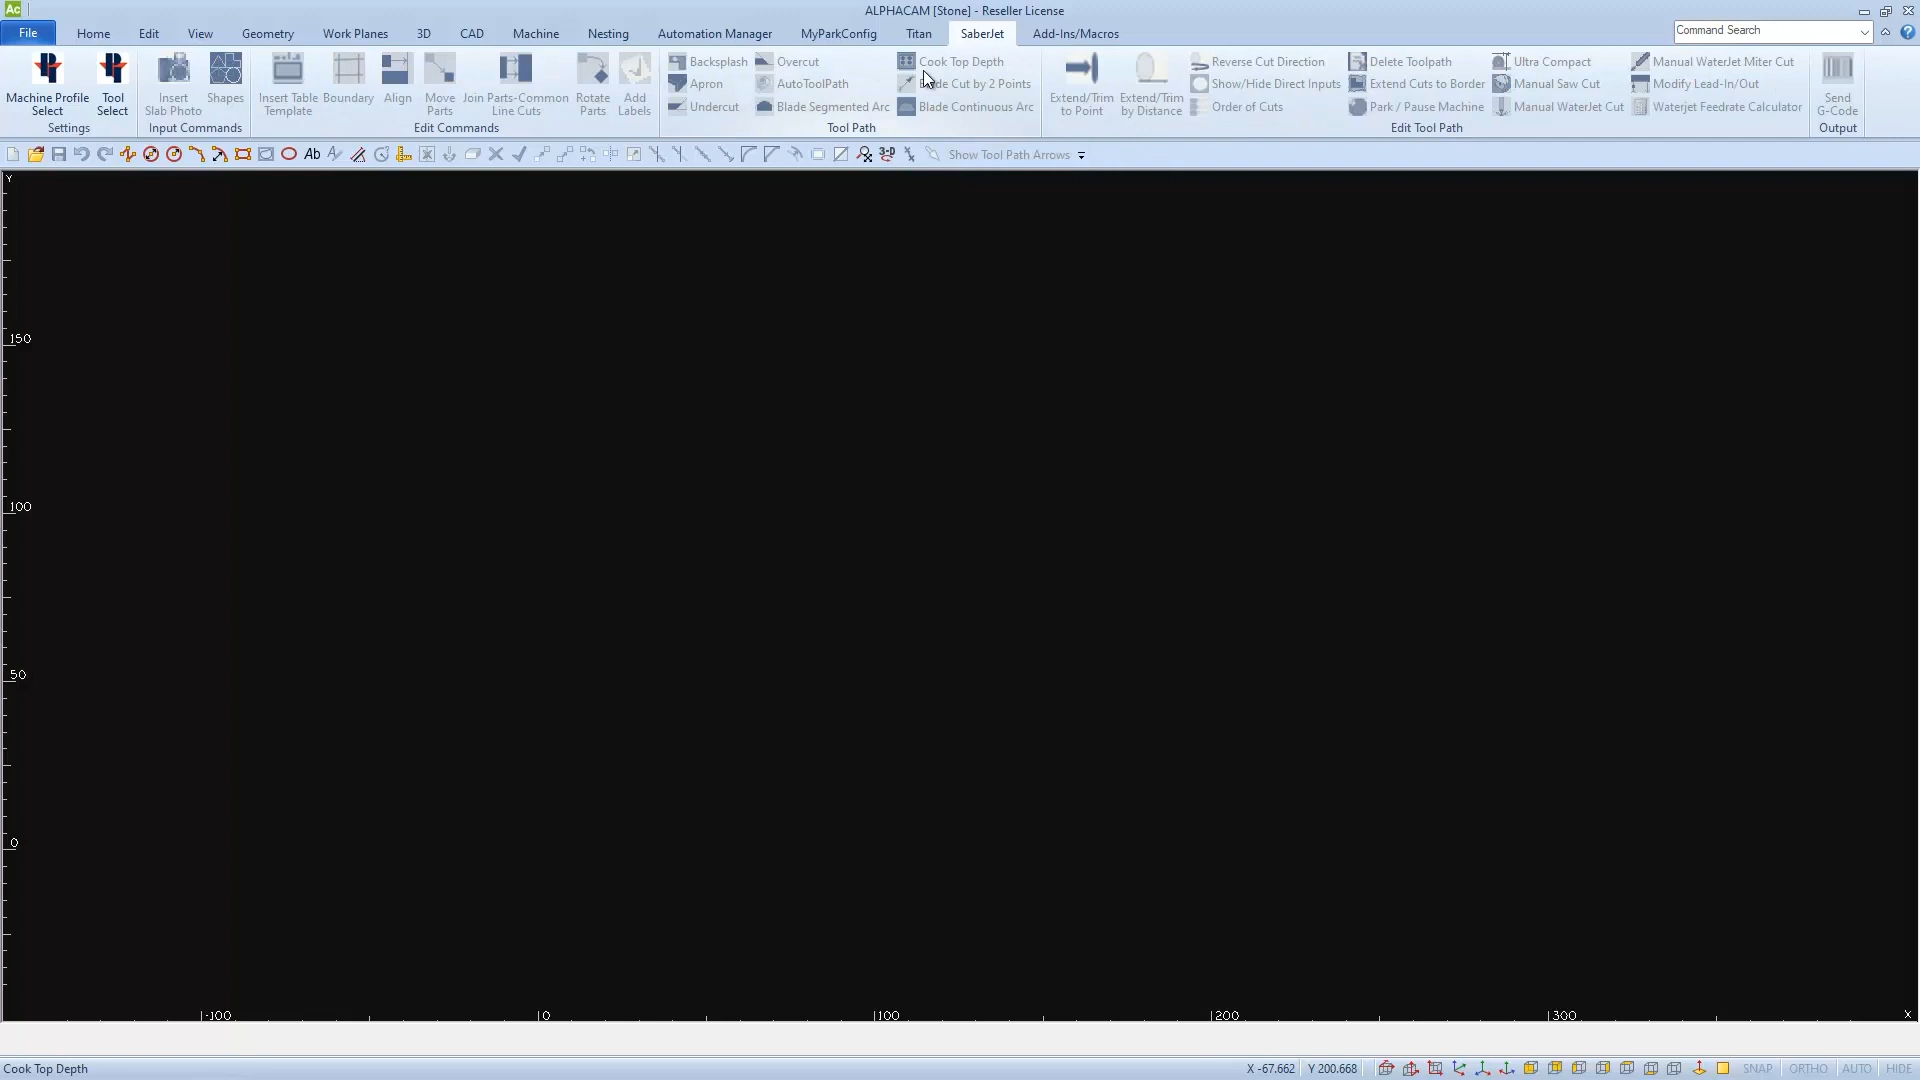 Ac
ALPHACAM [Stone] - Reseller License
File Home Edit View Geometry Work Planes 3D CAD Machine Nesting Automation Manager MyParkConfig Titan SaberJet Add-Ins/Macros Command Search
Machine Profile Select
Tool Select
Settings
Insert Slab Photo
Shapes
Input Commands
Insert Table Template
Boundary
Align
Move Parts
Join Parts-Common Line Cuts
Rotate Parts
Add Labels
Edit Commands
Backsplash
Apron
Undercut
Overcut
AutoToolPath
Blade Segmented Arc
Cook Top Depth
Cut by 2 Points
Blade Continuous Arc
Tool Path
Extend/Trim to Point
Extend/Trim by Distance
Reverse Cut Direction
Show/Hide Direct Inputs
Order of Cuts
Delete Toolpath
Extend Cuts to Border
Park / Pause Machine
Ultra Compact
Manual Saw Cut
Manual WaterJet Cut
Manual WaterJet Miter Cut
Modify Lead-In/Out
Waterjet Feedrate Calculator
Edit Tool Path
Send G-Code
Output
Ab 3-D Show Tool Path Arrows
Y
150
100
50
0
-100 0 100 200 300 X
Cook Top Depth X -67.662 Y 200.668 SNAP ORTHO AUTO HIDE